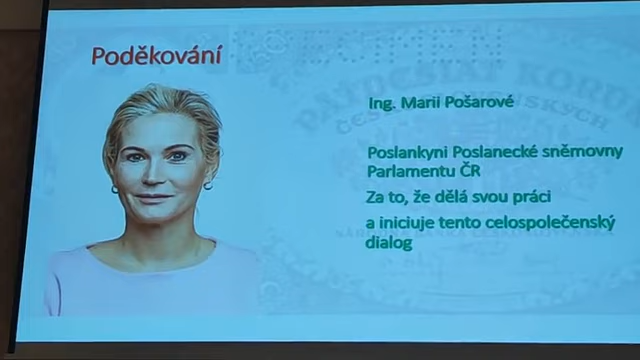 Poděkování
Ing. Marii Pošarové
Poslankyni Poslanecké sněmovny
Parlamentu ČR
Za to, že dělá svou práci
a iniciuje tento celospolečenský
dialog